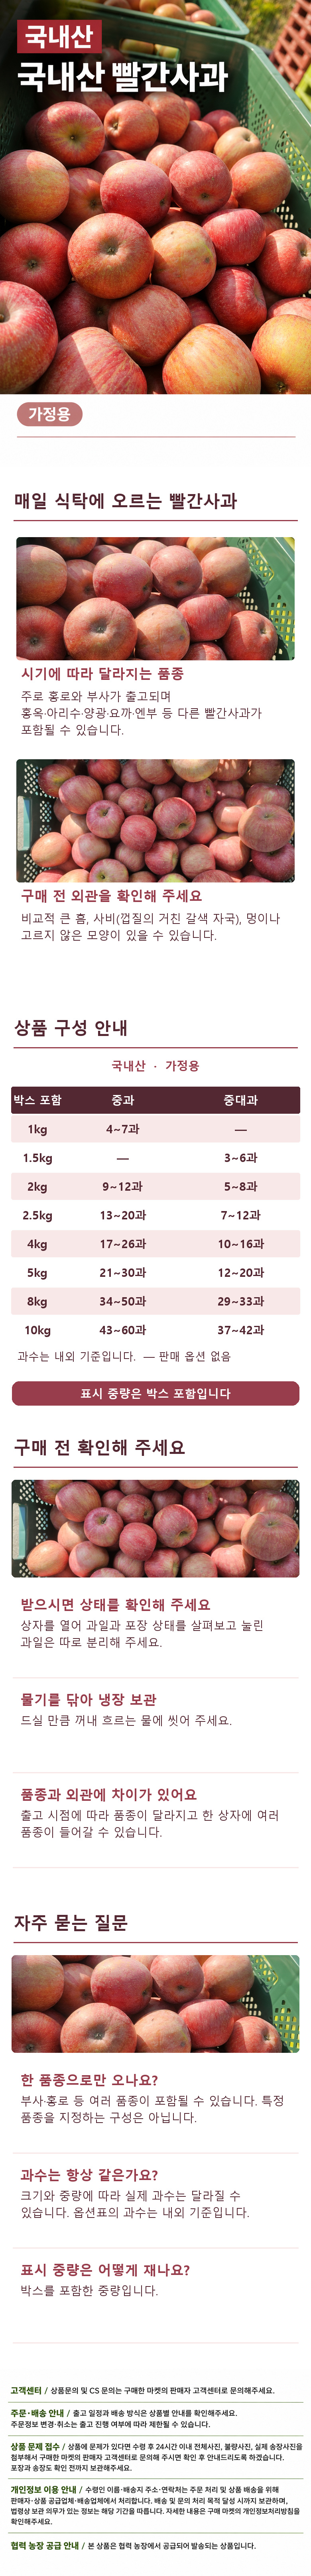 국내산
국내산 빨간사과
가정용
매일 식탁에 오르는 빨간사과
시기에 따라 달라지는 품종
주로 홍로와 부사가 출고되며
홍옥·아리수·양광·요까·엔부 등 다른 빨간사과가
포함될 수 있습니다.
구매 전 외관을 확인해 주세요
비교적 큰 흠, 사비(껍질의 거친 갈색 자국), 멍이나
고르지 않은 모양이 있을 수 있습니다.
상품 구성 안내
국내산 · 가정용
박스 포함 중과 중대과
1kg 4~7과 —
1.5kg — 3~6과
2kg 9~12과 5~8과
2.5kg 13~20과 7~12과
4kg 17~26과 10~16과
5kg 21~30과 12~20과
8kg 34~50과 29~33과
10kg 43~60과 37~42과
과수는 내외 기준입니다. — 판매 옵션 없음
표시 중량은 박스 포함입니다
구매 전 확인해 주세요
받으시면 상태를 확인해 주세요
상자를 열어 과일과 포장 상태를 살펴보고 눌린
과일은 따로 분리해 주세요.
물기를 닦아 냉장 보관
드실 만큼 꺼내 흐르는 물에 씻어 주세요.
품종과 외관에 차이가 있어요
출고 시점에 따라 품종이 달라지고 한 상자에 여러
품종이 들어갈 수 있습니다.
자주 묻는 질문
한 품종으로만 오나요?
부사·홍로 등 여러 품종이 포함될 수 있습니다. 특정
품종을 지정하는 구성은 아닙니다.
과수는 항상 같은가요?
크기와 중량에 따라 실제 과수는 달라질 수
있습니다. 옵션표의 과수는 내외 기준입니다.
표시 중량은 어떻게 재나요?
박스를 포함한 중량입니다.
고객센터 / 상품문의 및 CS 문의는 구매한 마켓의 판매자 고객센터로 문의해주세요.
주문·배송 안내 / 출고 일정과 배송 방식은 상품별 안내를 확인해주세요.
주문정보 변경·취소는 출고 진행 여부에 따라 제한될 수 있습니다.
상품 문제 접수 / 상품에 문제가 있다면 수령 후 24시간 이내 전체사진, 불량사진, 실제 송장사진을
첨부해서 구매한 마켓의 판매자 고객센터로 문의해 주시면 확인 후 안내드리도록 하겠습니다.
포장과 송장도 확인 전까지 보관해주세요.
개인정보 이용 안내 / 수령인 이름·배송지 주소·연락처는 주문 처리 및 상품 배송을 위해
판매자·상품 공급업체·배송업체에서 처리합니다. 배송 및 문의 처리 목적 달성 시까지 보관하며,
법령상 보관 의무가 있는 정보는 해당 기간을 따릅니다. 자세한 내용은 구매 마켓의 개인정보처리방침을
확인해주세요.
협력 농장 공급 안내 / 본 상품은 협력 농장에서 공급되어 발송되는 상품입니다.